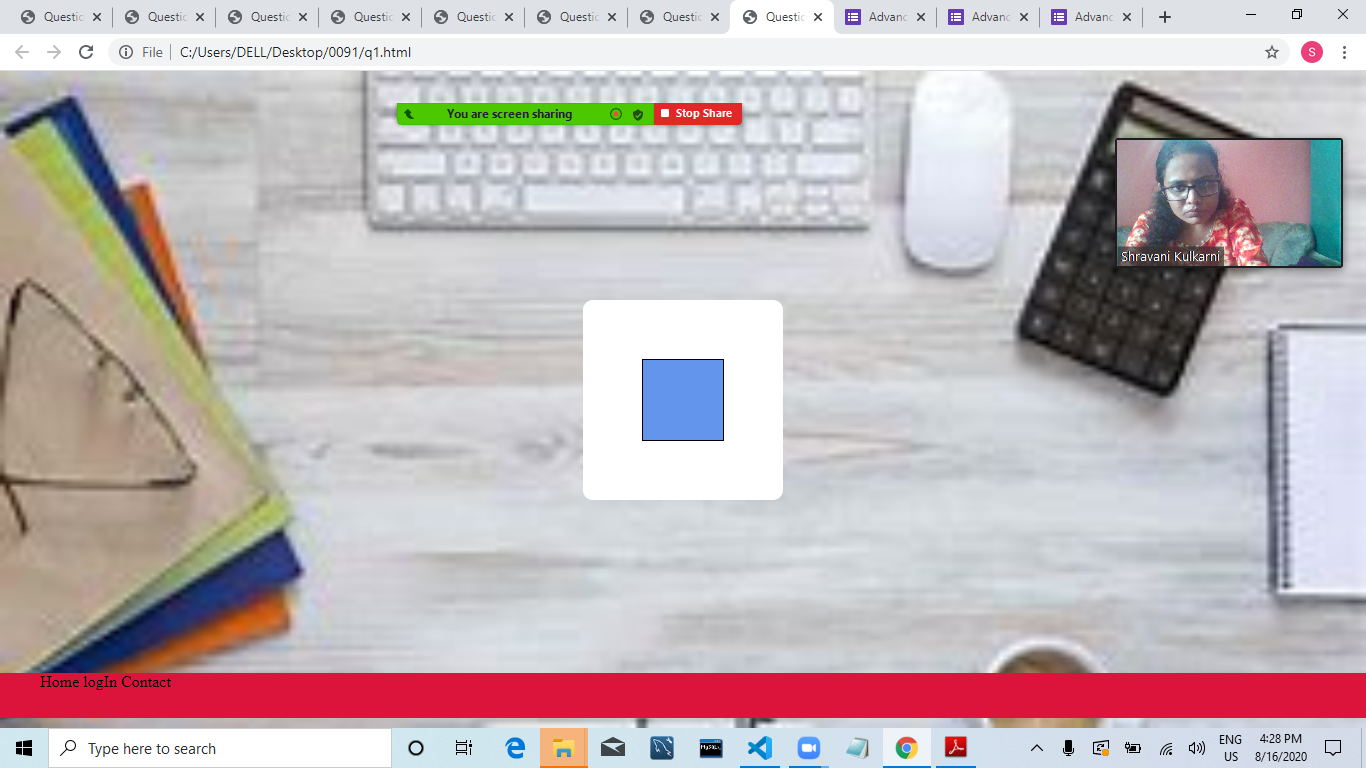 Questic Questic Questic Questic Questic Questic Questic Questic Advanc Advanc Advanc
File C:/Users/DELL/Desktop/0091/q1.html S
You are screen sharing Stop Share
Shravani Kulkarni
Home logIn Contact
Type here to search
MySQL
ENG
US
4:28 PM
8/16/2020